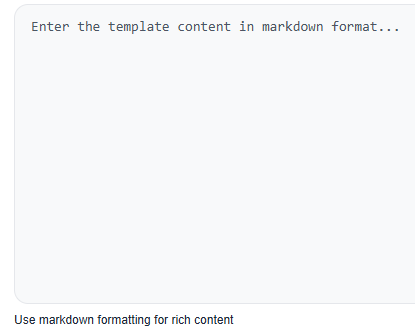 Enter the template content in markdown format...
Use markdown formatting for rich content